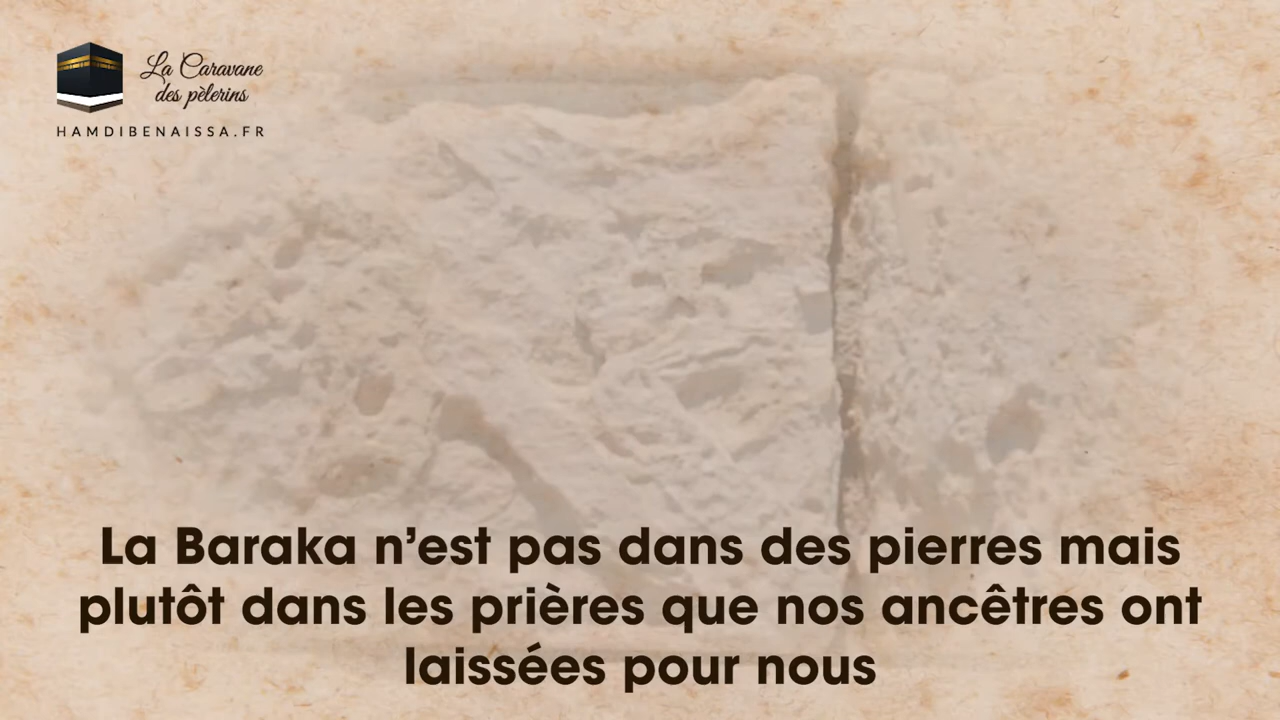 La Caravane
des pèlerins
HAMDIBENAISSA.FR
La Baraka n’est pas dans des pierres mais
plutôt dans les prières que nos ancêtres ont
laissées pour nous